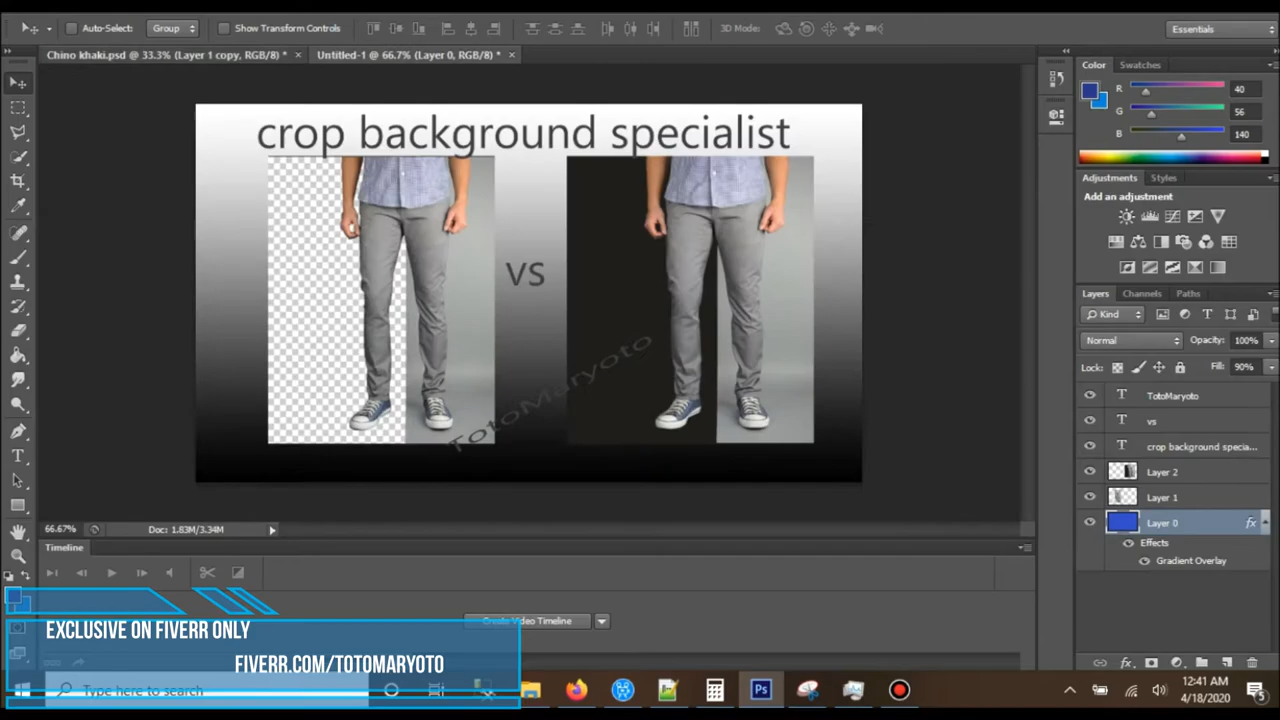 Auto-Select:
Group
Show Transform Controls
3D Mode:
Essentials
Chino khaki.psd @ 33.3% (Layer 1 copy, RGB/8) * ×
Untitled-1 @ 66.7% (Layer 0, RGB/8) * ×
Color
Swatches
R 40
G 56
B 140
crop background specialist
vs
TotoMaryoto
Adjustments
Styles
Add an adjustment
Layers
Channels
Paths
Kind
Normal
Opacity: 100%
Lock:
Fill: 90%
TotoMaryoto
vs
crop background specia...
Layer 2
Layer 1
Layer 0 fx
Effects
Gradient Overlay
66.67%
Doc: 1.83M/3.34M
Timeline
Create Video Timeline
EXCLUSIVE ON FIVERR ONLY
FIVERR.COM/TOTOMARYOTO
Type here to search
Ps
12:41 AM
4/18/2020
5